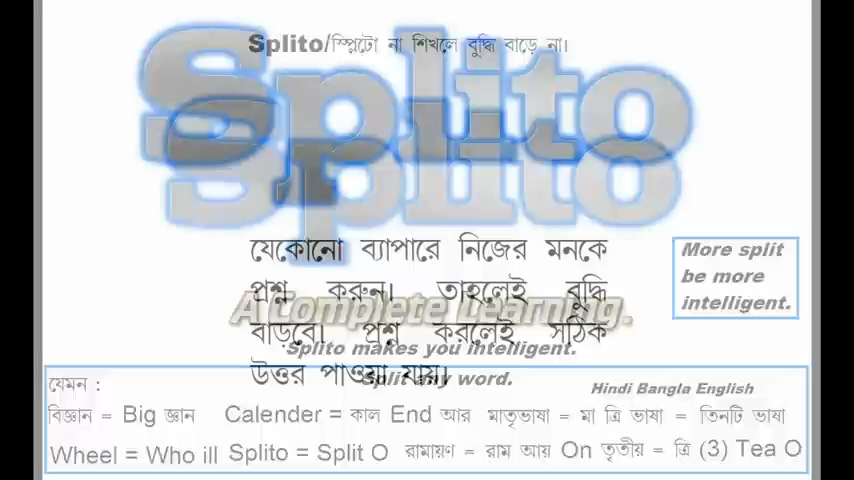 Splito/স্প্লিটো না শিখলে বুদ্ধি বাড়ে না।
Splito
Splito
যেকোনো ব্যাপারে নিজের মনকে
প্রশ্ন করুন। তাহলেই বুদ্ধি
বাড়বে। প্রশ্ন করলেই সঠিক
উত্তর পাওয়া যায়।
A Complete Learning.
Splito makes you intelligent.
Split any word.
More split
be more
intelligent.
Hindi Bangla English
যেমন :
বিজ্ঞান = Big জ্ঞান Calender = কাল End আর মাতৃভাষা = মা ত্রি ভাষা = তিনটি ভাষা
Wheel = Who ill Splito = Split O রামায়ণ = রাম আয় On তৃতীয় = ত্রি (3) Tea O